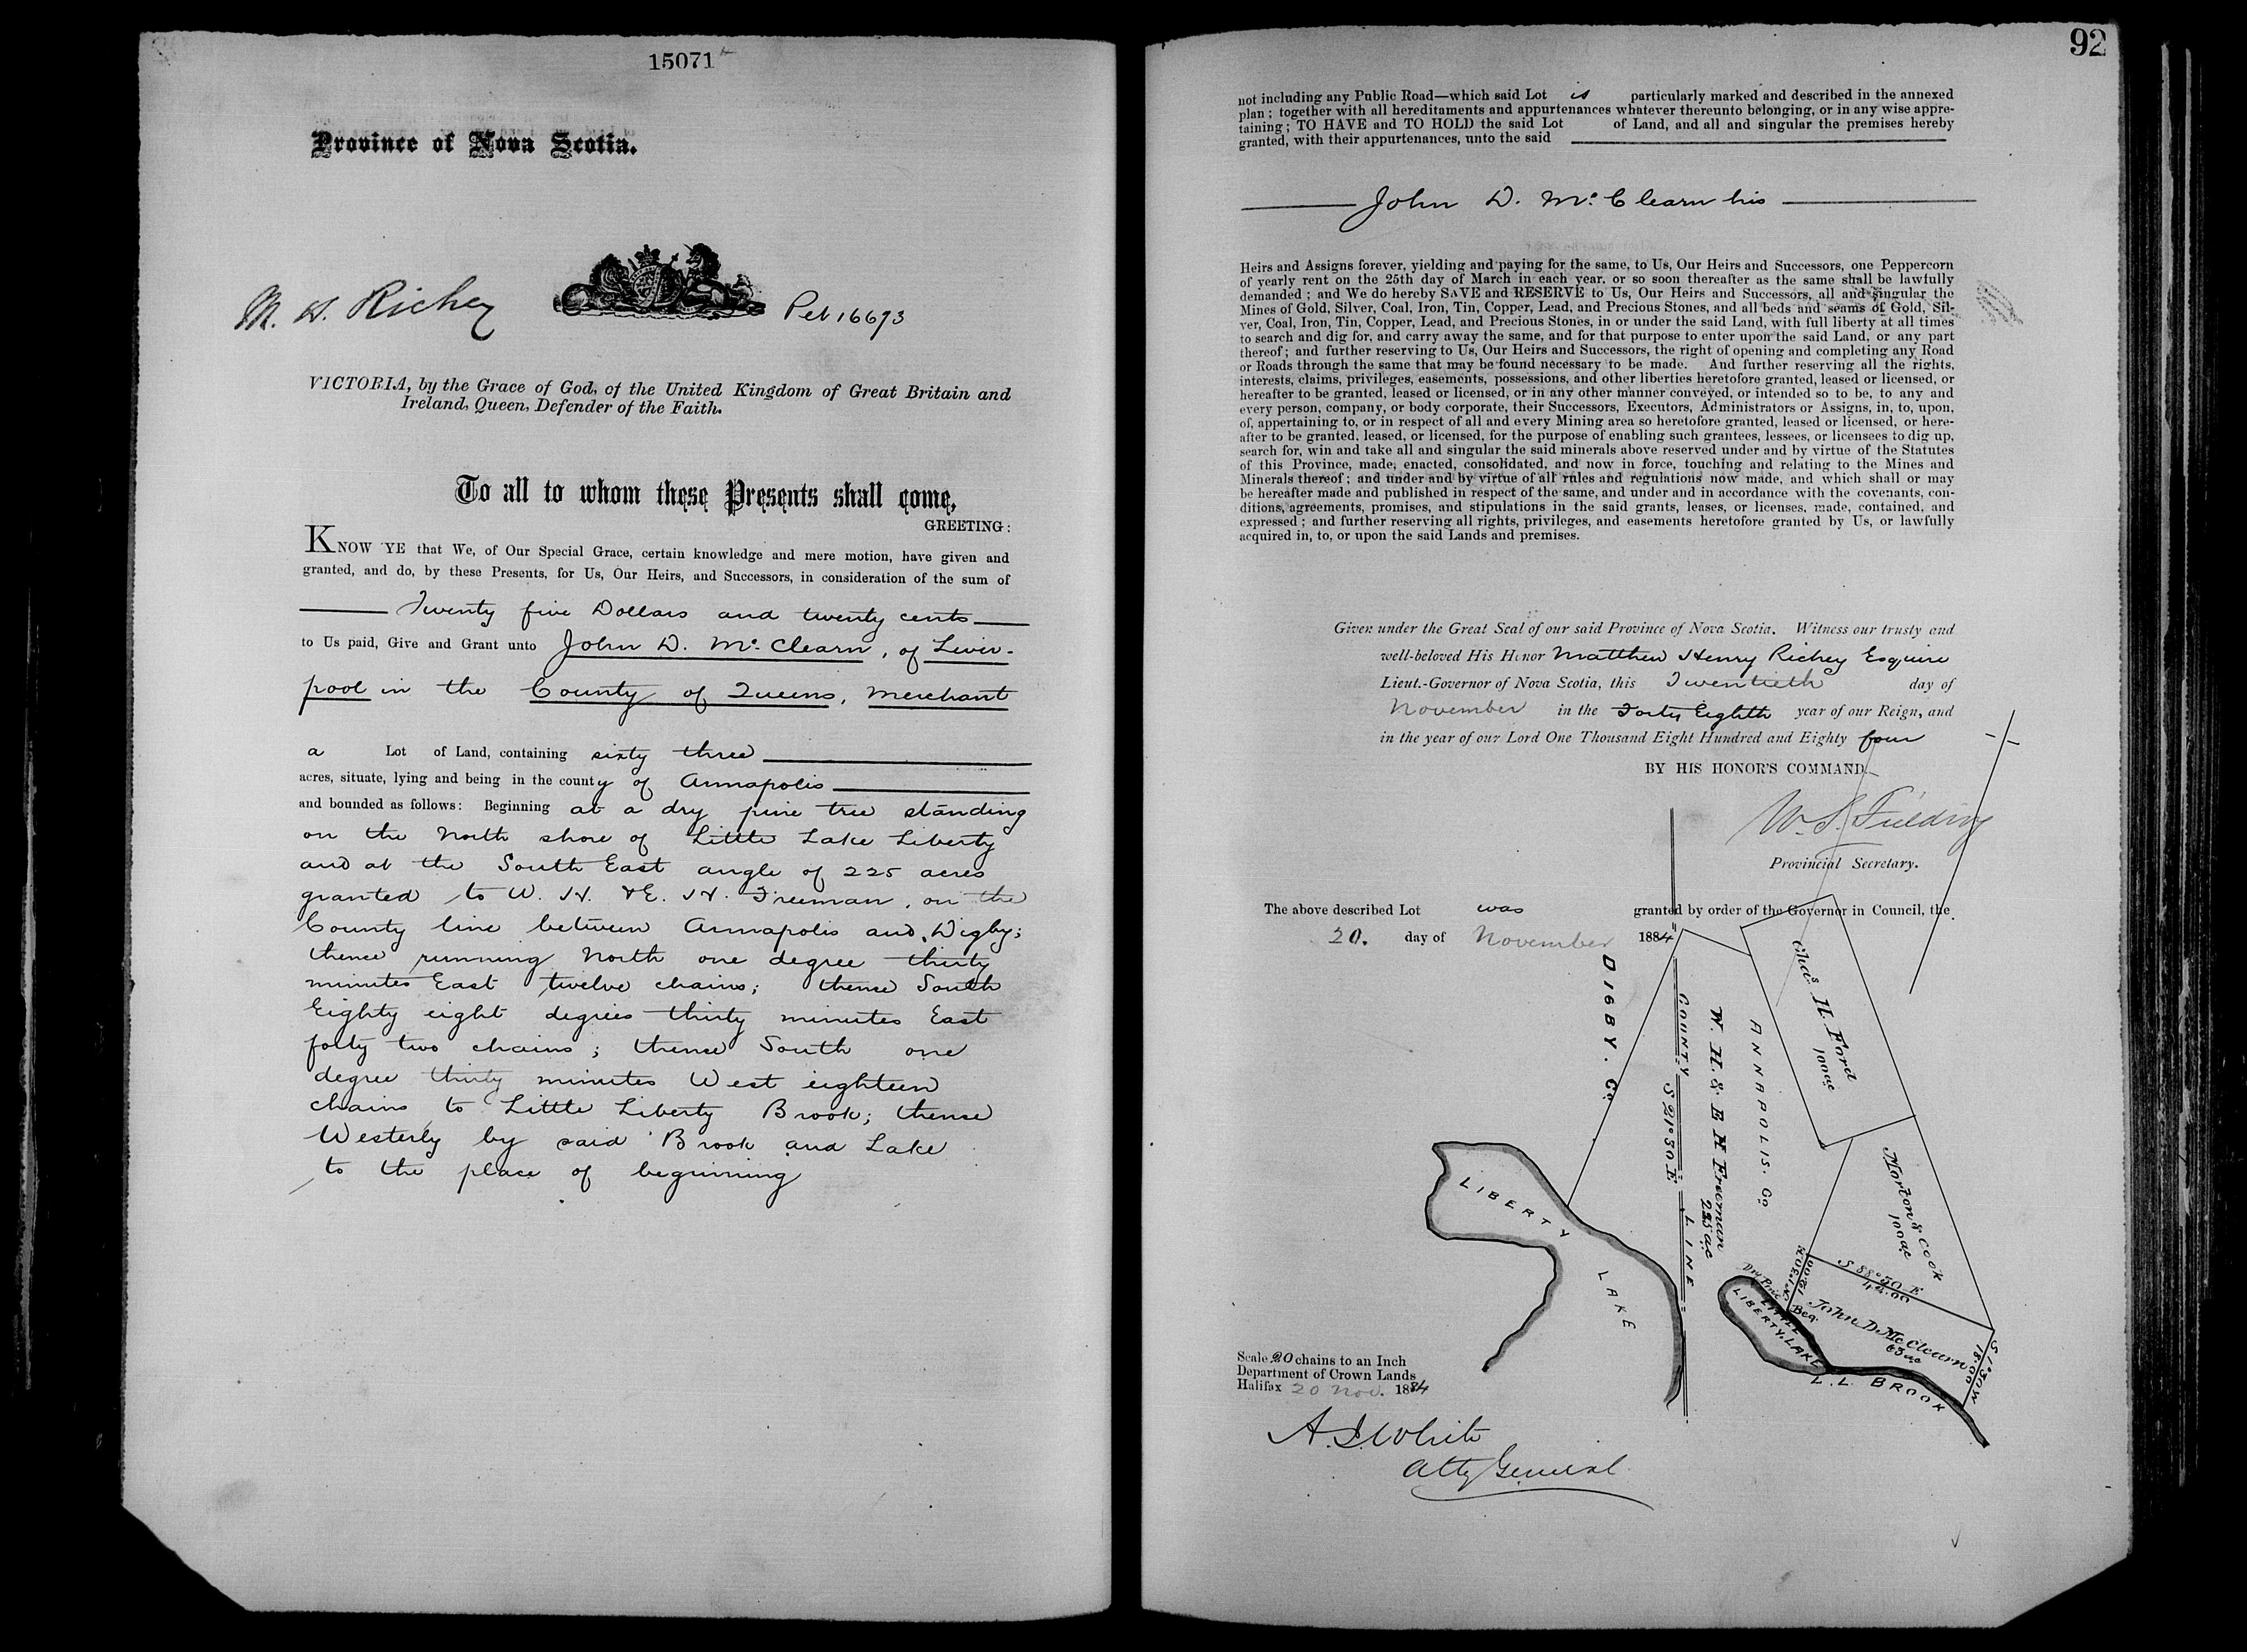 15071
Province of Nova Scotia.
M. H. Richey
Pet 16693
VICTORIA, by the Grace of God, of the United Kingdom of Great Britain and
Ireland, Queen, Defender of the Faith.
To all to whom these Presents shall come,
GREETING:
KNOW YE that We, of Our Special Grace, certain knowledge and mere motion, have given and
granted, and do, by these Presents, for Us, Our Heirs, and Successors, in consideration of the sum of
Twenty five Dollars and twenty cents
to Us paid, Give and Grant unto John D. Mc Clearn, of Liver-
pool in the County of Queens, Merchant
a Lot of Land, containing sixty three
acres, situate, lying and being in the county of Annapolis
and bounded as follows: Beginning at a dry pine tree standing
on the North shore of Little Lake Liberty
and at the South East angle of 225 acres
granted to W. H. & E. H. Freeman, on the
County line between Annapolis and Digby;
thence running North one degree thirty
minutes East twelve chains; thence South
Eighty eight degrees thirty minutes East
forty two chains; thence South one
degree thirty minutes West eighteen
chains to Little Liberty Brook; thence
Westerly by said Brook and Lake
to the place of beginning
92
not including any Public Road—which said Lot is particularly marked and described in the annexed
plan; together with all hereditaments and appurtenances whatever thereunto belonging, or in any wise appre-
taining; TO HAVE and TO HOLD the said Lot of Land, and all and singular the premises hereby
granted, with their appurtenances, unto the said
John D. Mc Clearn his
Heirs and Assigns forever, yielding and paying for the same, to Us, Our Heirs and Successors, one Peppercorn
of yearly rent on the 25th day of March in each year, or so soon thereafter as the same shall be lawfully
demanded; and We do hereby SAVE and RESERVE to Us, Our Heirs and Successors, all and singular the
Mines of Gold, Silver, Coal, Iron, Tin, Copper, Lead, and Precious Stones, and all beds and seams of Gold, Sil-
ver, Coal, Iron, Tin, Copper, Lead, and Precious Stones, in or under the said Land, with full liberty at all times
to search and dig for, and carry away the same, and for that purpose to enter upon the said Land, or any part
thereof; and further reserving to Us, Our Heirs and Successors, the right of opening and completing any Road
or Roads through the same that may be found necessary to be made. And further reserving all the rights,
interests, claims, privileges, easements, possessions, and other liberties heretofore granted, leased or licensed, or
hereafter to be granted, leased or licensed, or in any other manner conveyed, or intended so to be, to any and
every person, company, or body corporate, their Successors, Executors, Administrators or Assigns, in, to, upon,
of, appertaining to, or in respect of all and every Mining area so heretofore granted, leased or licensed, or here-
after to be granted, leased, or licensed, for the purpose of enabling such grantees, lessees, or licensees to dig up,
search for, win and take all and singular the said minerals above reserved under and by virtue of the Statutes
of this Province, made, enacted, consolidated, and now in force, touching and relating to the Mines and
Minerals thereof; and under and by virtue of all rules and regulations now made, and which shall or may
be hereafter made and published in respect of the same, and under and in accordance with the covenants, con-
ditions, agreements, promises, and stipulations in the said grants, leases, or licenses, made, contained, and
expressed; and further reserving all rights, privileges, and easements heretofore granted by Us, or lawfully
acquired in, to, or upon the said Lands and premises.
Given under the Great Seal of our said Province of Nova Scotia. Witness our trusty and
well-beloved His Honor Matthew Henry Richey Esquire
Lieut.-Governor of Nova Scotia, this Twentieth day of
November in the Forty Eighth year of our Reign, and
in the year of our Lord One Thousand Eight Hundred and Eighty four
BY HIS HONOR'S COMMAND.
W. S. Fielding
Provincial Secretary.
The above described Lot was granted by order of the Governor in Council, the
20. day of November 1884
DIGBY. Co
COUNTY LINE
S 21° 30 E
W. H. & E H Freeman
225 ac
ANNAPOLIS. Co
Chas H. Ford
100 ac
Morton & Cook
100 ac
LIBERTY LAKE
Dry Pine
N 1° 30 E
12.00
Beg
S 88° 30 E
42.00
John D. Mc Clearn
63 ac
S 1° 30 W
18.00
LITTLE
LIBERTY. LAKE
L. L. BROOK
Scale 20 chains to an Inch
Department of Crown Lands
Halifax 20 Nov. 1884
A. J. White
Atty General